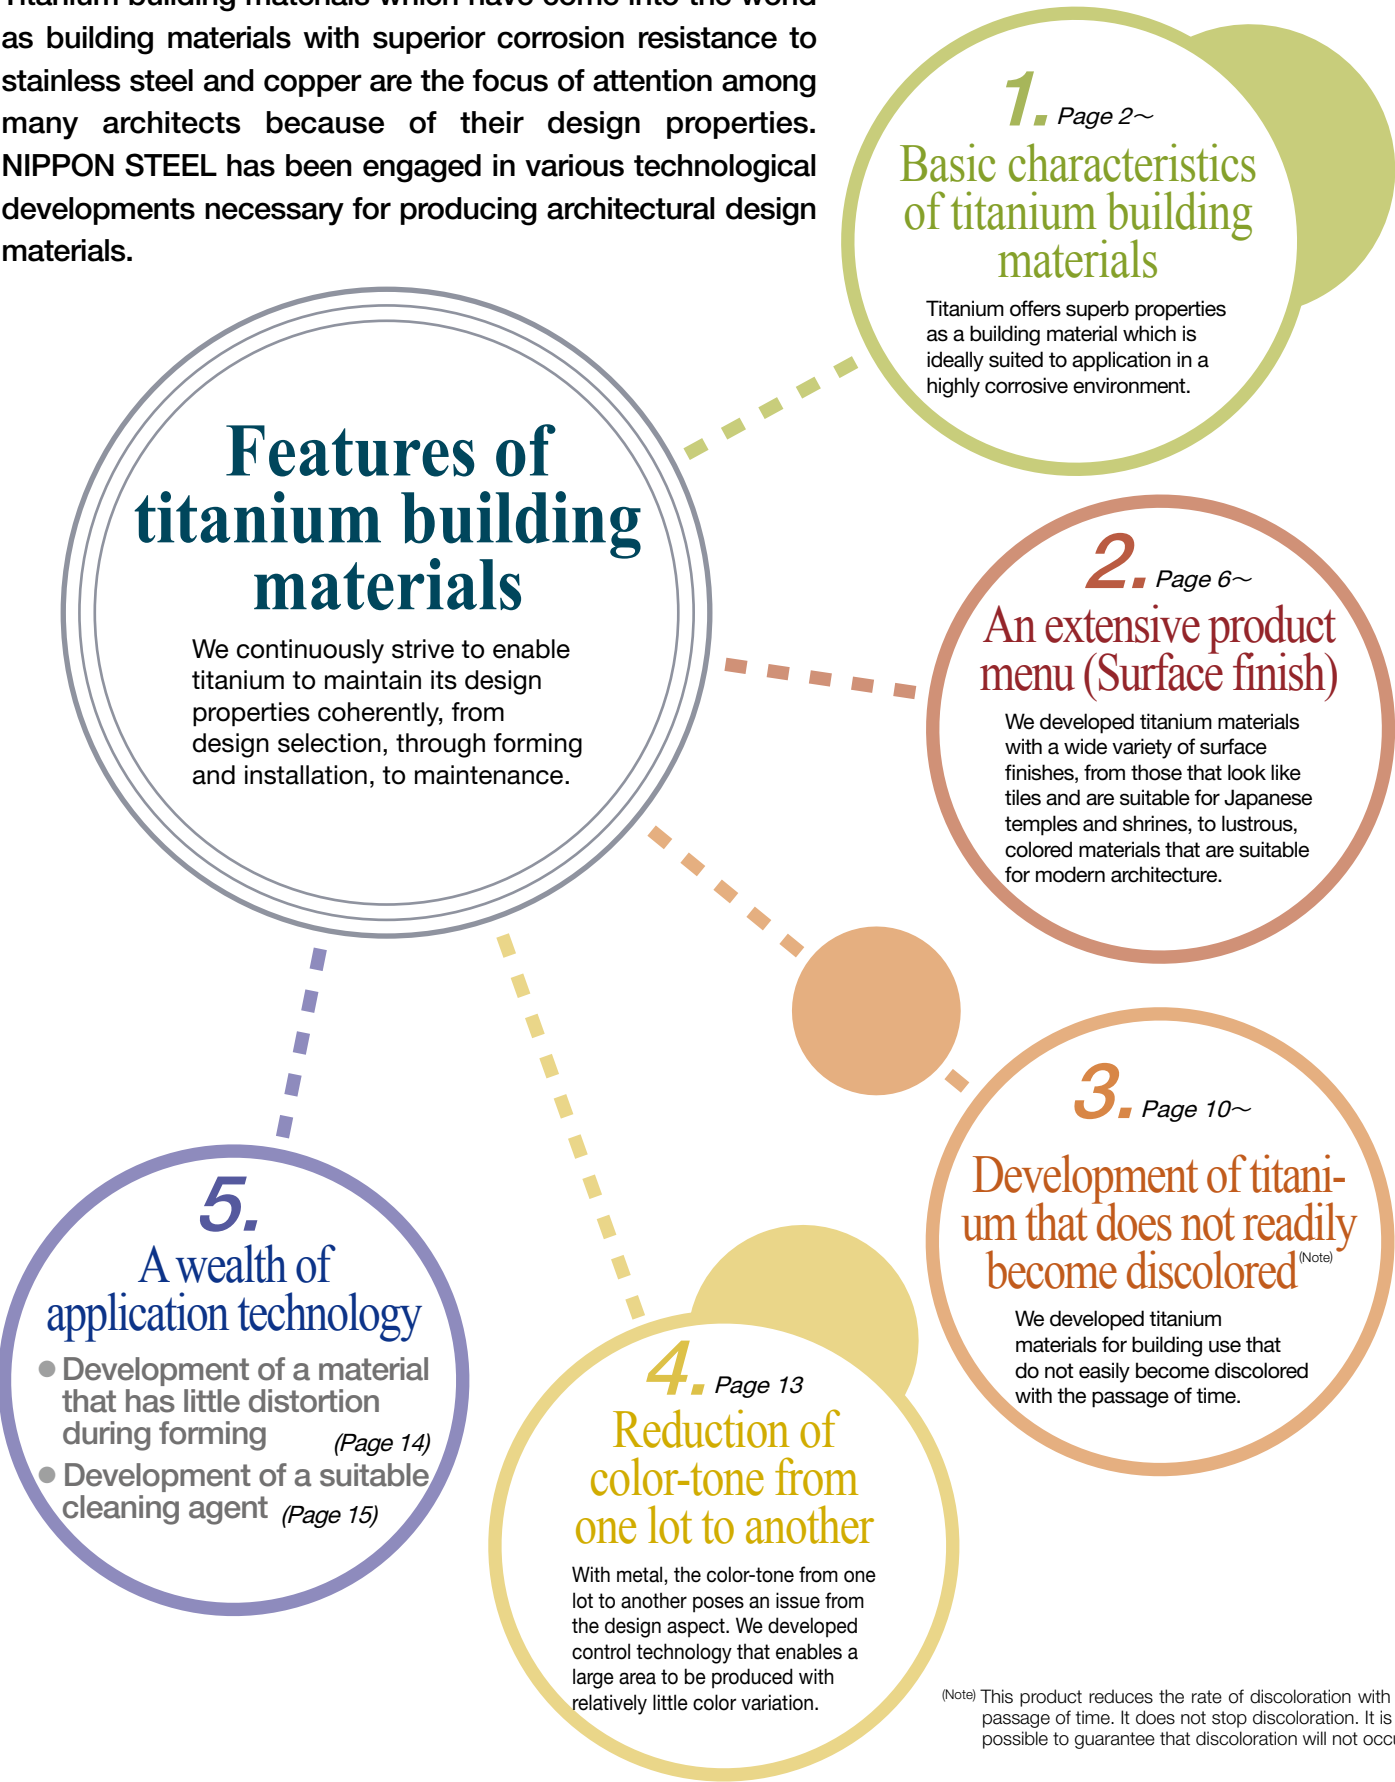 Titanium building materials which have come into the world
as building materials with superior corrosion resistance to
stainless steel and copper are the focus of attention among
many architects because of their design properties.
NIPPON STEEL has been engaged in various technological
developments necessary for producing architectural design
materials.
Features of
titanium building
materials
We continuously strive to enable
titanium to maintain its design
properties coherently, from
design selection, through forming
and installation, to maintenance.
1. Page 2～
Basic characteristics
of titanium building
materials
Titanium offers superb properties
as a building material which is
ideally suited to application in a
highly corrosive environment.
2. Page 6～
An extensive product
menu (Surface finish)
We developed titanium materials
with a wide variety of surface
finishes, from those that look like
tiles and are suitable for Japanese
temples and shrines, to lustrous,
colored materials that are suitable
for modern architecture.
3. Page 10～
Development of titani-
um that does not readily
become discolored (Note)
We developed titanium
materials for building use that
do not easily become discolored
with the passage of time.
4. Page 13
Reduction of
color-tone from
one lot to another
With metal, the color-tone from one
lot to another poses an issue from
the design aspect. We developed
control technology that enables a
large area to be produced with
relatively little color variation.
5.
A wealth of
application technology
● Development of a material
that has little distortion
during forming (Page 14)
● Development of a suitable
cleaning agent (Page 15)
(Note) This product reduces the rate of discoloration with
passage of time. It does not stop discoloration. It is
possible to guarantee that discoloration will not